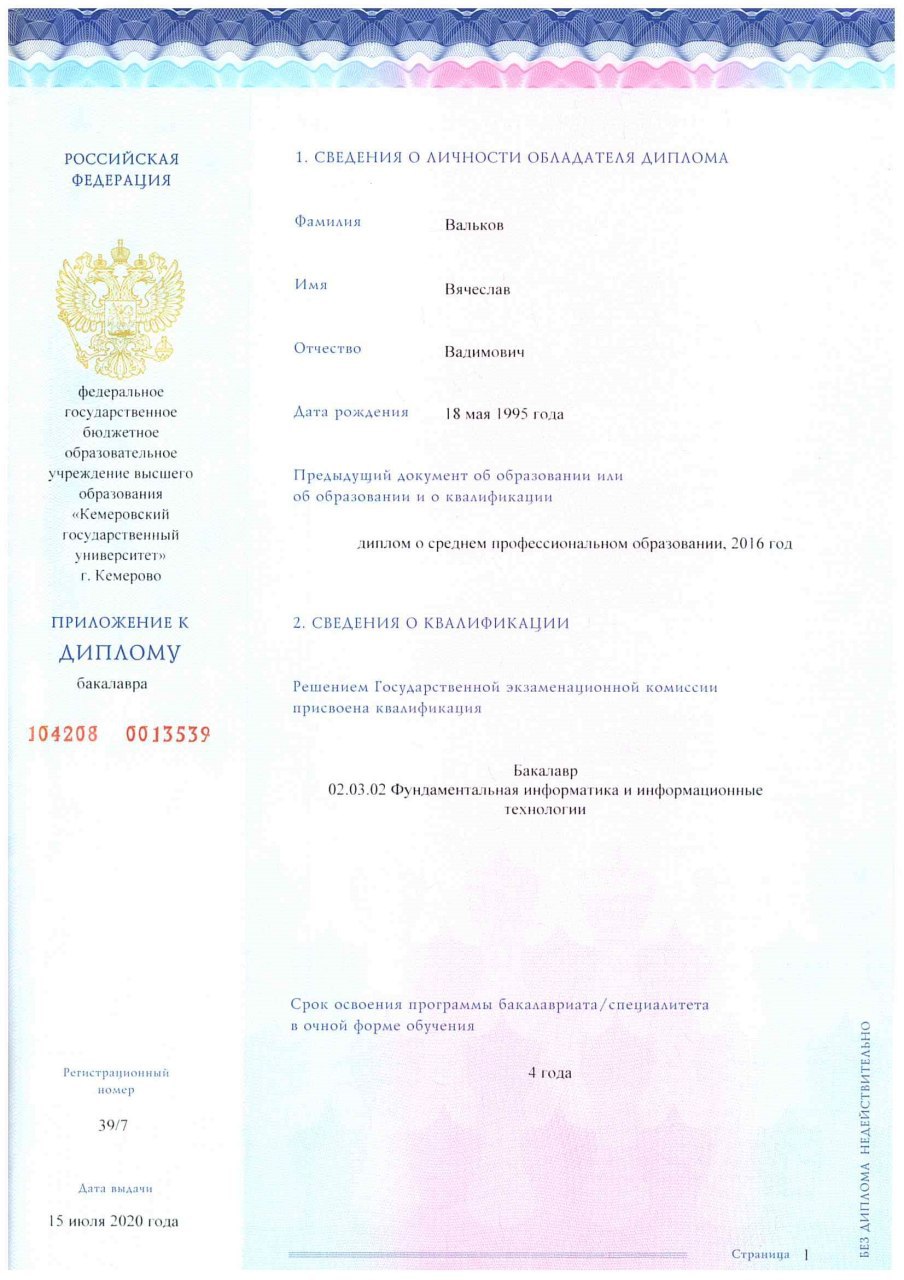 РОССИЙСКАЯ
ФЕДЕРАЦИЯ
федеральное
государственное
бюджетное
образовательное
учреждение высшего
образования
«Кемеровский
государственный
университет»
г. Кемерово
ПРИЛОЖЕНИЕ К
ДИПЛОМУ
бакалавра
104208 0013539
Регистрационный
номер
39/7
Дата выдачи
15 июля 2020 года
1. СВЕДЕНИЯ О ЛИЧНОСТИ ОБЛАДАТЕЛЯ ДИПЛОМА
Фамилия Вальков
Имя Вячеслав
Отчество Вадимович
Дата рождения 18 мая 1995 года
Предыдущий документ об образовании или
об образовании и о квалификации
диплом о среднем профессиональном образовании, 2016 год
2. СВЕДЕНИЯ О КВАЛИФИКАЦИИ
Решением Государственной экзаменационной комиссии
присвоена квалификация
Бакалавр
02.03.02 Фундаментальная информатика и информационные
технологии
Срок освоения программы бакалавриата/специалитета
в очной форме обучения
4 года
Страница 1
БЕЗ ДИПЛОМА НЕДЕЙСТВИТЕЛЬНО